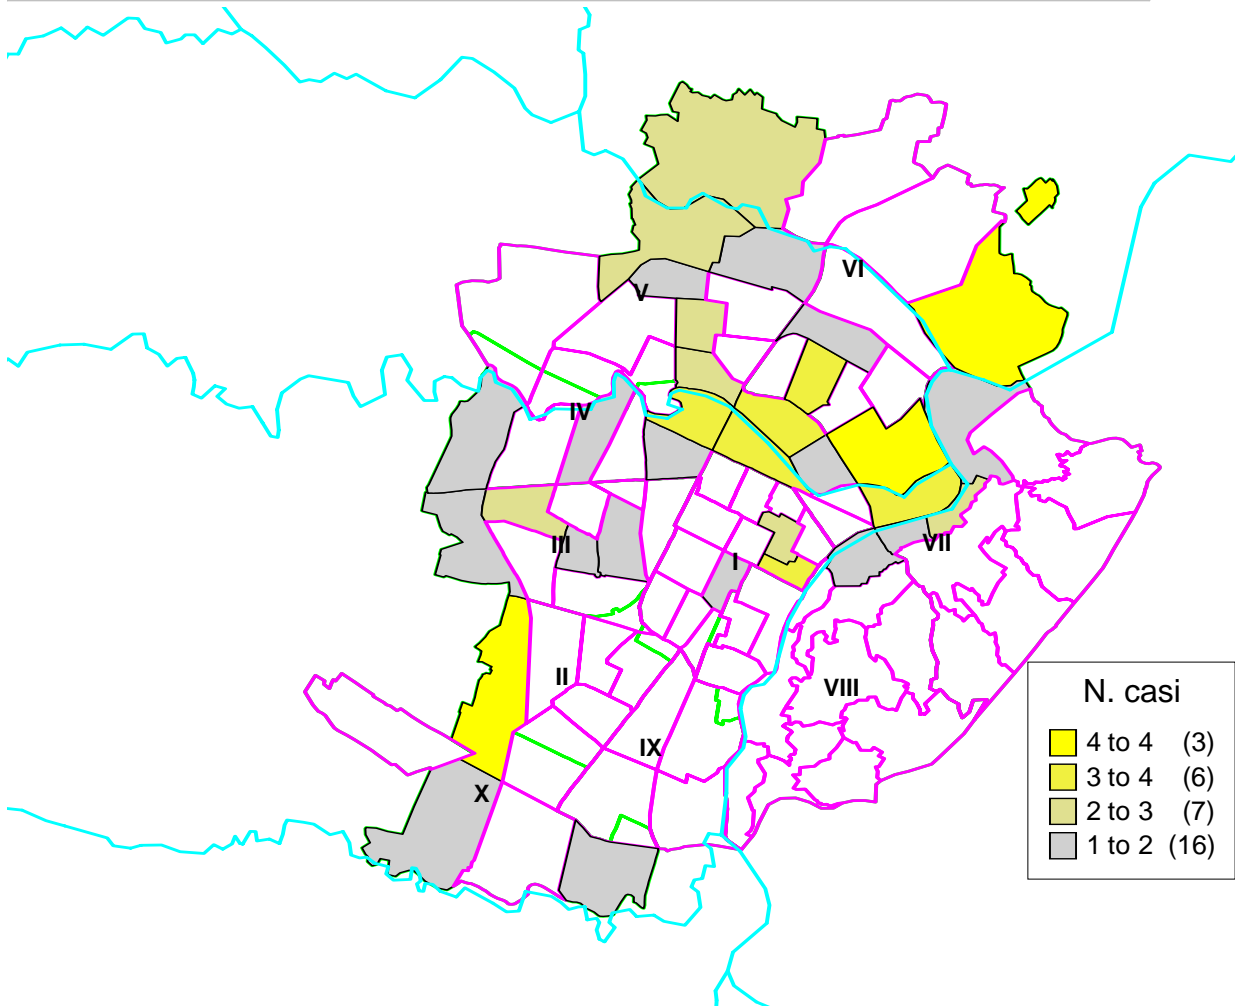 VI
V
IV
III
I
VII
II
VIII
IX
X
N. casi
4 to 4 (3)
3 to 4 (6)
2 to 3 (7)
1 to 2 (16)